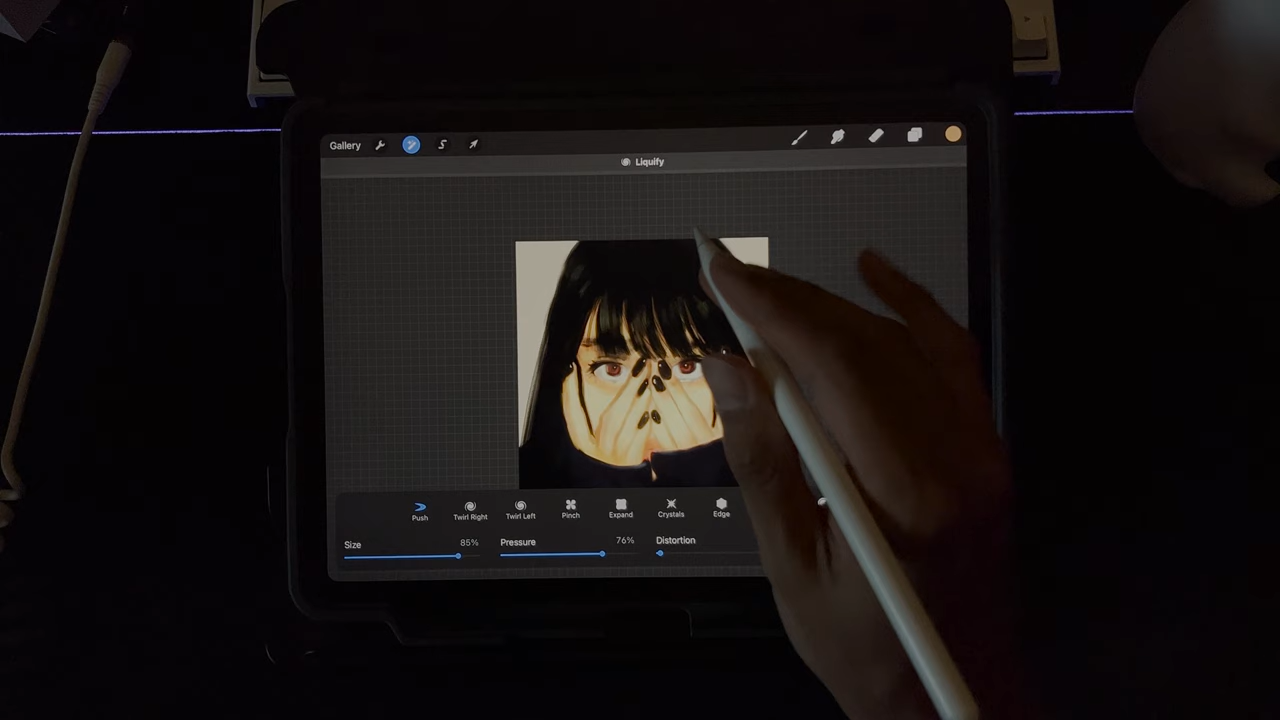 Gallery
Liquify
Push Twirl Right Twirl Left Pinch Expand Crystals Edge
Size 85% Pressure 76% Distortion